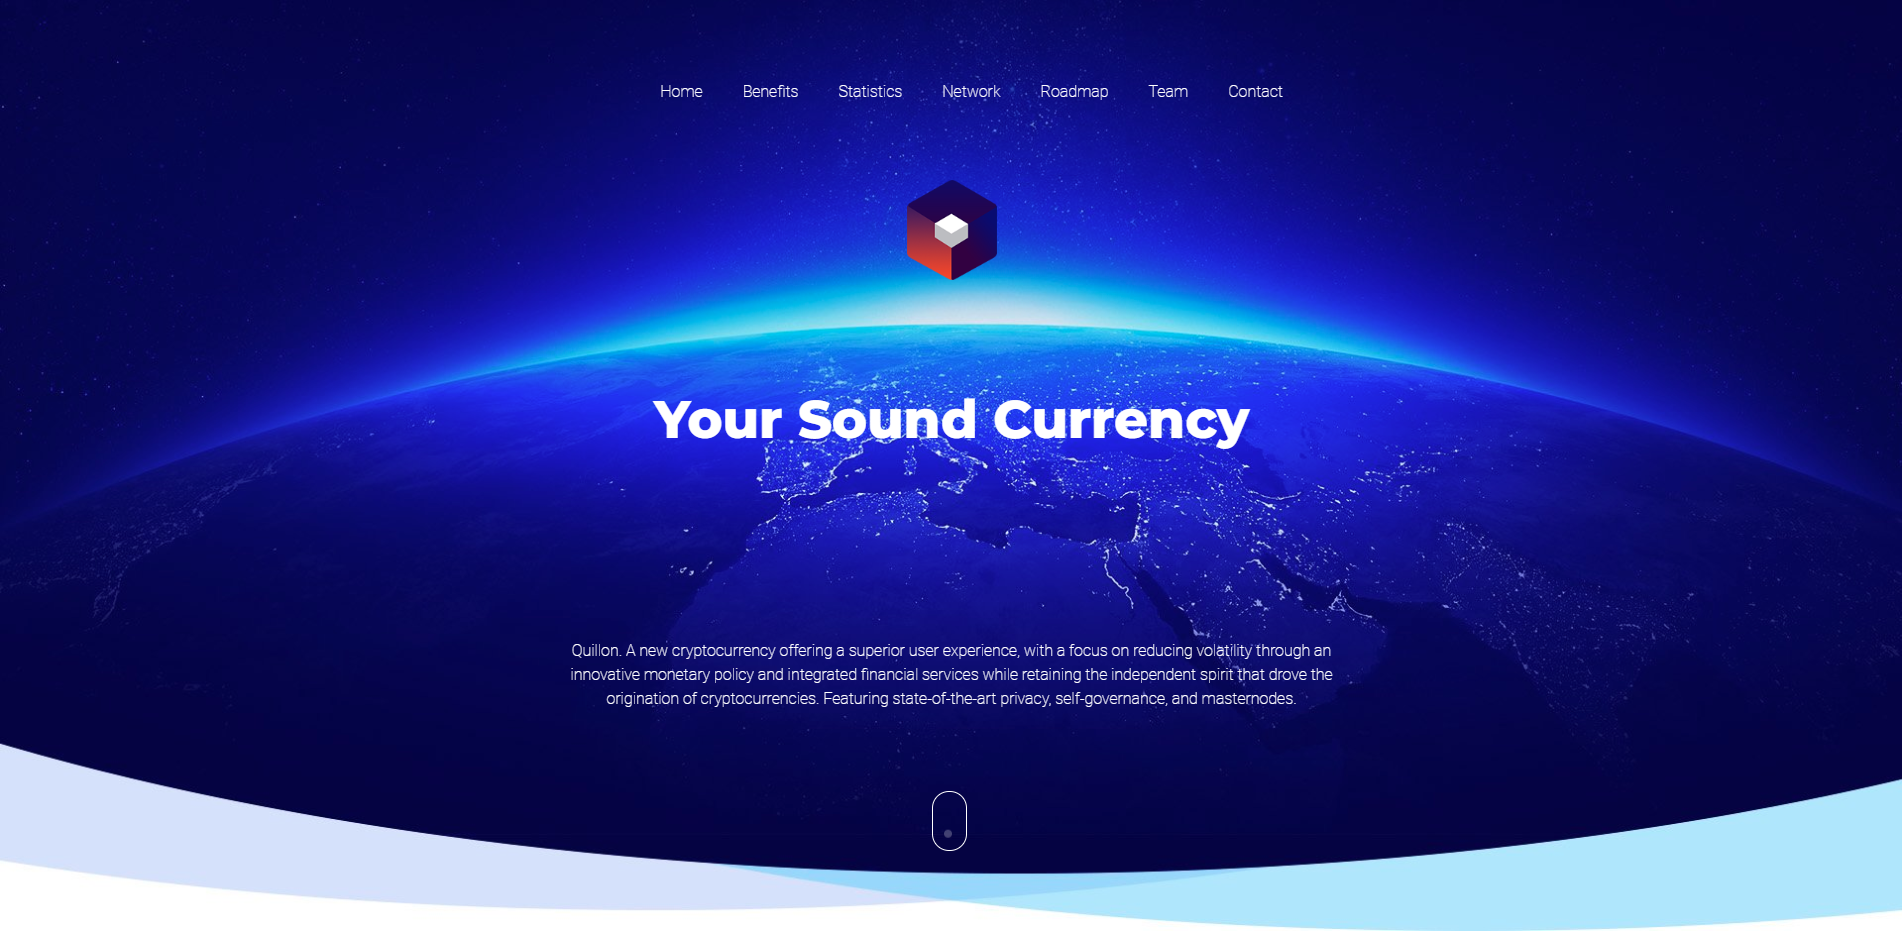 Home Benefits Statistics Network Roadmap Team Contact
Your Sound Currency
Quillon. A new cryptocurrency offering a superior user experience, with a focus on reducing volatility through an
innovative monetary policy and integrated financial services while retaining the independent spirit that drove the
origination of cryptocurrencies. Featuring state-of-the-art privacy, self-governance, and masternodes.